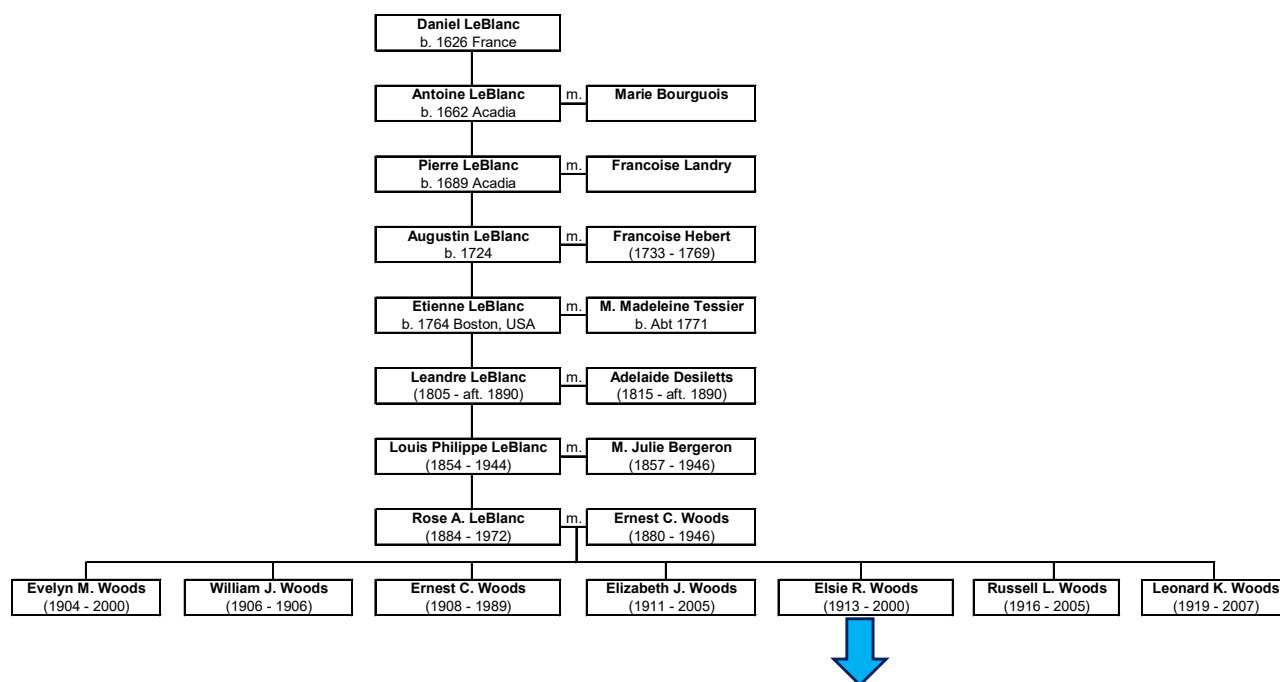 Daniel LeBlanc
b. 1626 France
Antoine LeBlanc m. Marie Bourguois
b. 1662 Acadia
Pierre LeBlanc m. Francoise Landry
b. 1689 Acadia
Augustin LeBlanc m. Francoise Hebert
b. 1724 (1733 - 1769)
Etienne LeBlanc m. M. Madeleine Tessier
b. 1764 Boston, USA b. Abt 1771
Leandre LeBlanc m. Adelaide Desiletts
(1805 - aft. 1890) (1815 - aft. 1890)
Louis Philippe LeBlanc m. M. Julie Bergeron
(1854 - 1944) (1857 - 1946)
Rose A. LeBlanc m. Ernest C. Woods
(1884 - 1972) (1880 - 1946)
Evelyn M. Woods William J. Woods Ernest C. Woods Elizabeth J. Woods Elsie R. Woods Russell L. Woods Leonard K. Woods
(1904 - 2000) (1906 - 1906) (1908 - 1989) (1911 - 2005) (1913 - 2000) (1916 - 2005) (1919 - 2007)